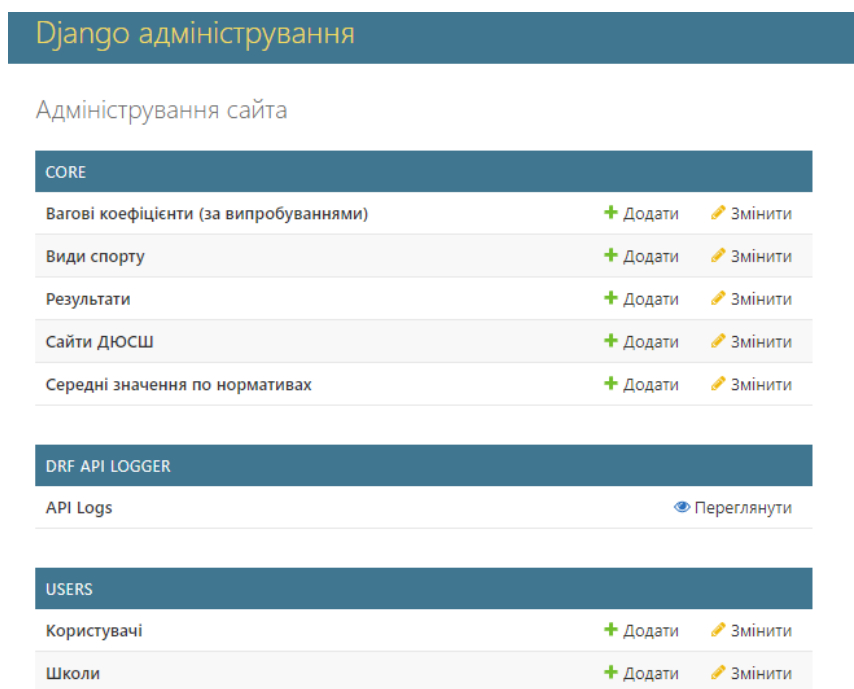 Django адміністрування
Адміністрування сайта
CORE
Вагові коефіцієнти (за випробуваннями) Додати Змінити
Види спорту Додати Змінити
Результати Додати Змінити
Сайти ДЮСШ Додати Змінити
Середні значення по нормативах Додати Змінити
DRF API LOGGER
API Logs Переглянути
USERS
Користувачі Додати Змінити
Школи Додати Змінити